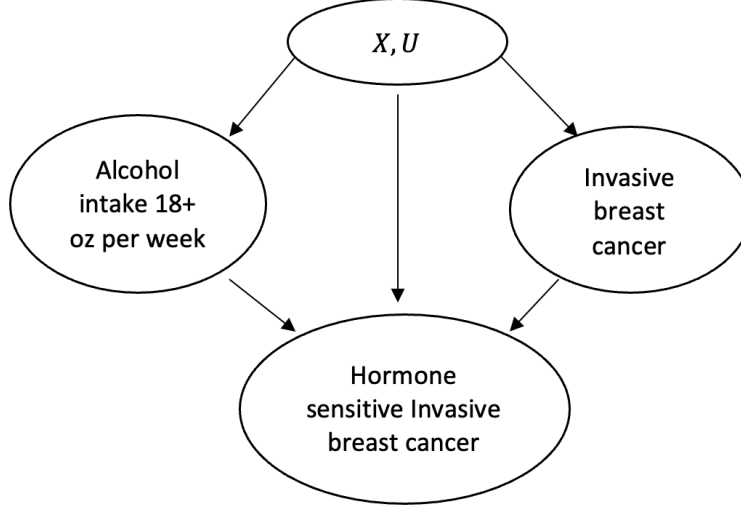 X, U
Alcohol
intake 18+
oz per week
Invasive
breast
cancer
Hormone
sensitive Invasive
breast cancer